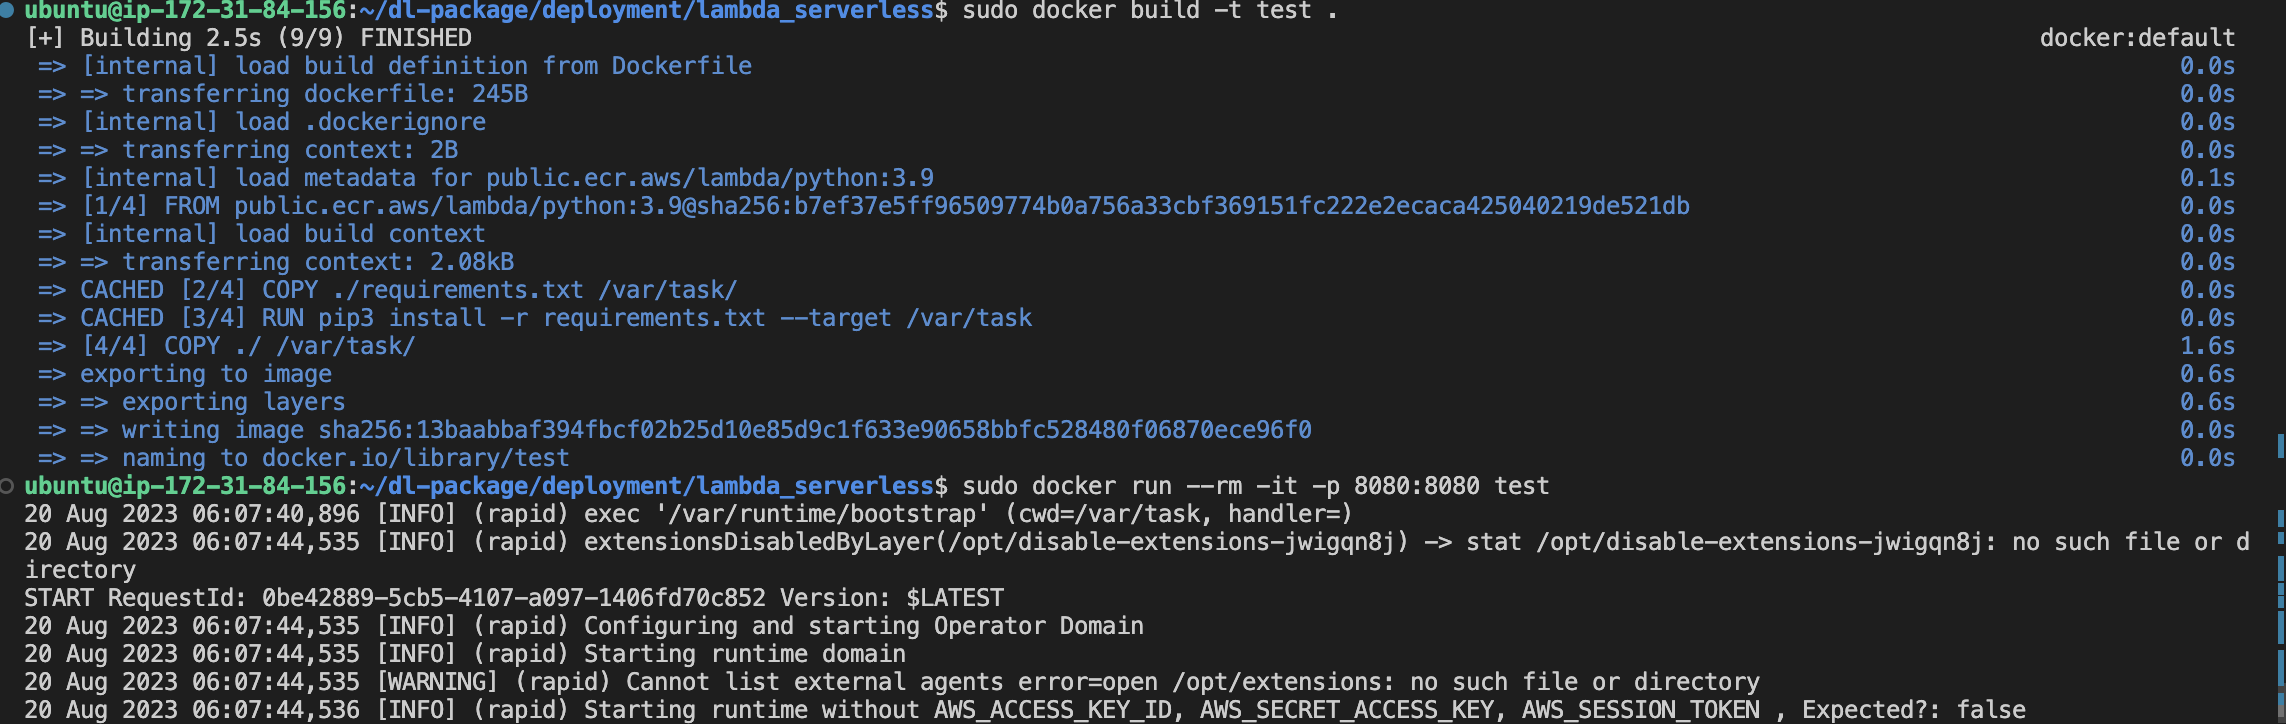 ubuntu@ip-172-31-84-156:~/dl-package/deployment/lambda_serverless$ sudo docker build -t test .
[+] Building 2.5s (9/9) FINISHED docker:default
=> [internal] load build definition from Dockerfile 0.0s
=> => transferring dockerfile: 245B 0.0s
=> [internal] load .dockerignore 0.0s
=> => transferring context: 2B 0.0s
=> [internal] load metadata for public.ecr.aws/lambda/python:3.9 0.1s
=> [1/4] FROM public.ecr.aws/lambda/python:3.9@sha256:b7ef37e5ff96509774b0a756a33cbf369151fc222e2ecaca425040219de521db 0.0s
=> [internal] load build context 0.0s
=> => transferring context: 2.08kB 0.0s
=> CACHED [2/4] COPY ./requirements.txt /var/task/ 0.0s
=> CACHED [3/4] RUN pip3 install -r requirements.txt --target /var/task 0.0s
=> [4/4] COPY ./ /var/task/ 1.6s
=> exporting to image 0.6s
=> => exporting layers 0.6s
=> => writing image sha256:13baabbaf394fbcf02b25d10e85d9c1f633e90658bbfc528480f06870ece96f0 0.0s
=> => naming to docker.io/library/test 0.0s
ubuntu@ip-172-31-84-156:~/dl-package/deployment/lambda_serverless$ sudo docker run --rm -it -p 8080:8080 test
20 Aug 2023 06:07:40,896 [INFO] (rapid) exec '/var/runtime/bootstrap' (cwd=/var/task, handler=)
20 Aug 2023 06:07:44,535 [INFO] (rapid) extensionsDisabledByLayer(/opt/disable-extensions-jwigqn8j) -> stat /opt/disable-extensions-jwigqn8j: no such file or d
irectory
START RequestId: 0be42889-5cb5-4107-a097-1406fd70c852 Version: $LATEST
20 Aug 2023 06:07:44,535 [INFO] (rapid) Configuring and starting Operator Domain
20 Aug 2023 06:07:44,535 [INFO] (rapid) Starting runtime domain
20 Aug 2023 06:07:44,535 [WARNING] (rapid) Cannot list external agents error=open /opt/extensions: no such file or directory
20 Aug 2023 06:07:44,536 [INFO] (rapid) Starting runtime without AWS_ACCESS_KEY_ID, AWS_SECRET_ACCESS_KEY, AWS_SESSION_TOKEN , Expected?: false